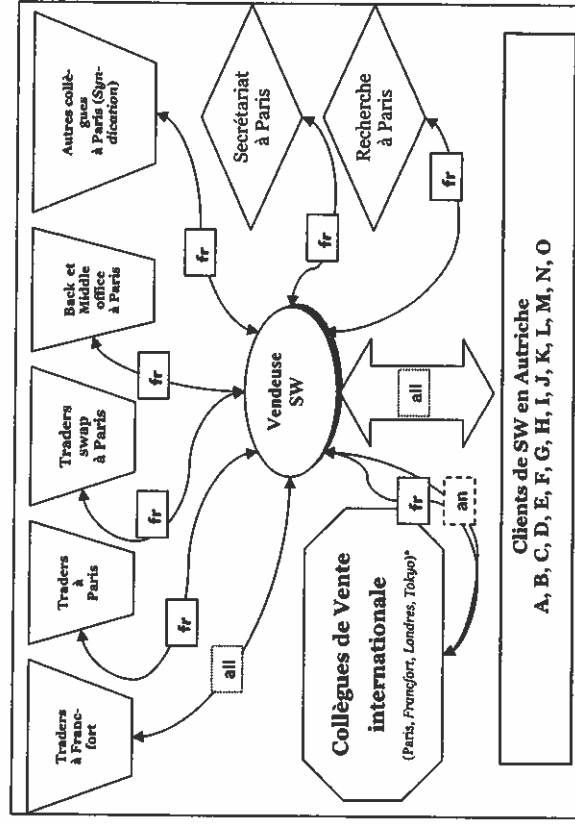 Traders
à Franc-
fort
Traders
à
Paris
Traders
swap
à Paris
Back et
Middle
office
à Paris
Autres collè-
gues
à Paris (Syn-
dication)
all
fr
fr
fr
fr
Secrétariat
à Paris
fr
Recherche
à Paris
fr
Vendeuse
SW
Collègues de Vente
internationale
(Paris, Francfort, Londres, Tokyo)*
fr
an
all
Clients de SW en Autriche
A, B, C, D, E, F, G, H, I, J, K, L, M, N, O